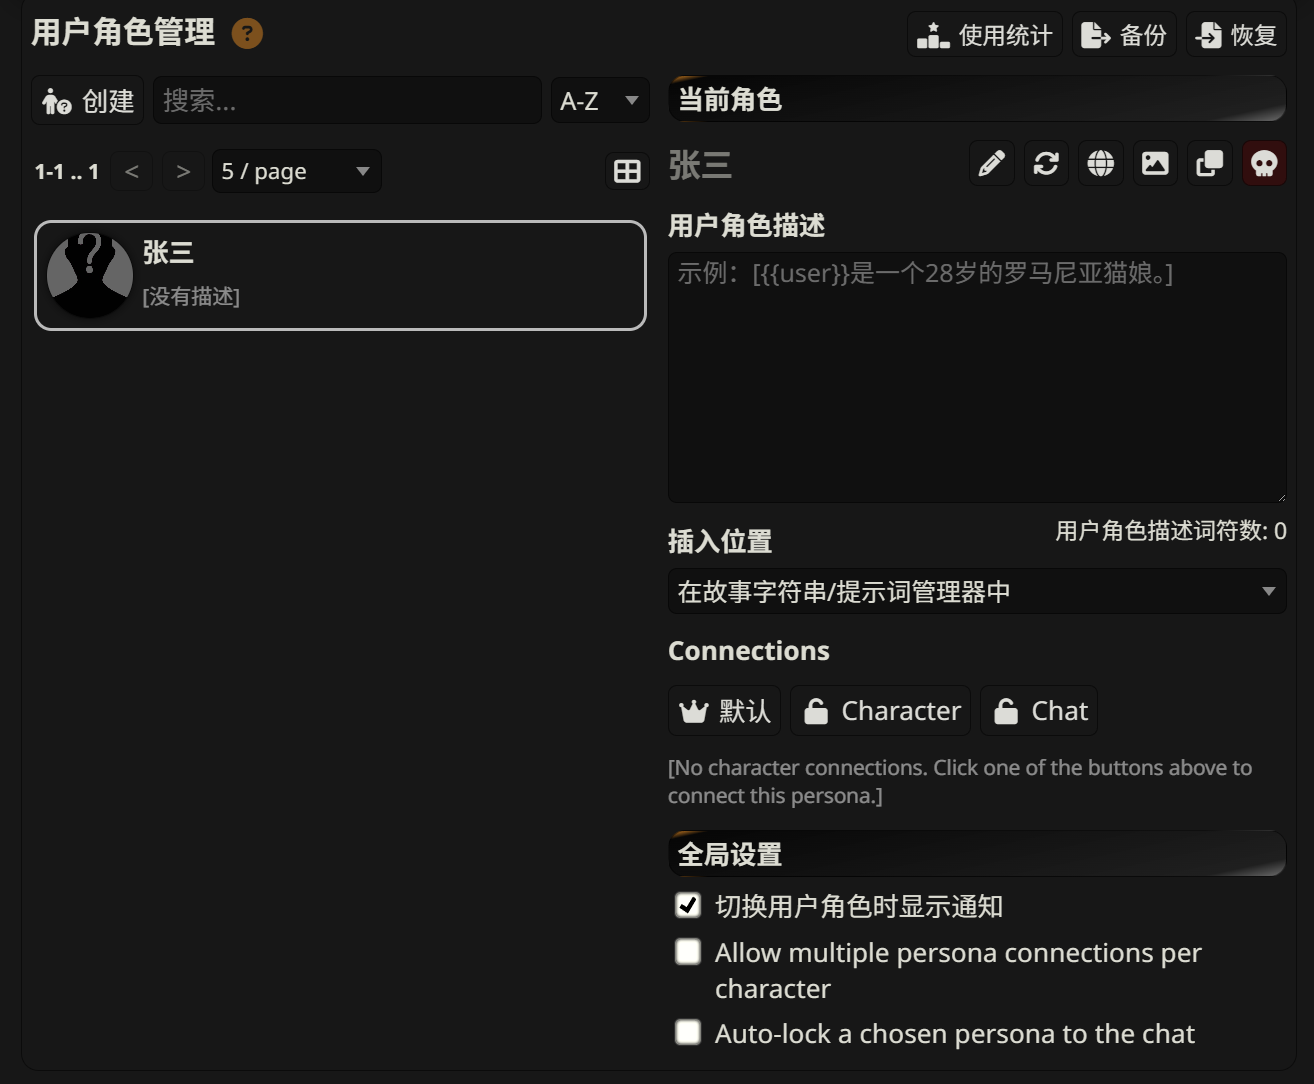 用户角色管理 ?
使用统计 备份 恢复
创建 搜索... A-Z
1-1 .. 1 < > 5 / page
张三
[没有描述]
当前角色
张三
用户角色描述
示例：[{{user}}是一个28岁的罗马尼亚猫娘。]
插入位置 用户角色描述词符数: 0
在故事字符串/提示词管理器中
Connections
默认 Character Chat
[No character connections. Click one of the buttons above to
connect this persona.]
全局设置
切换用户角色时显示通知
Allow multiple persona connections per
character
Auto-lock a chosen persona to the chat